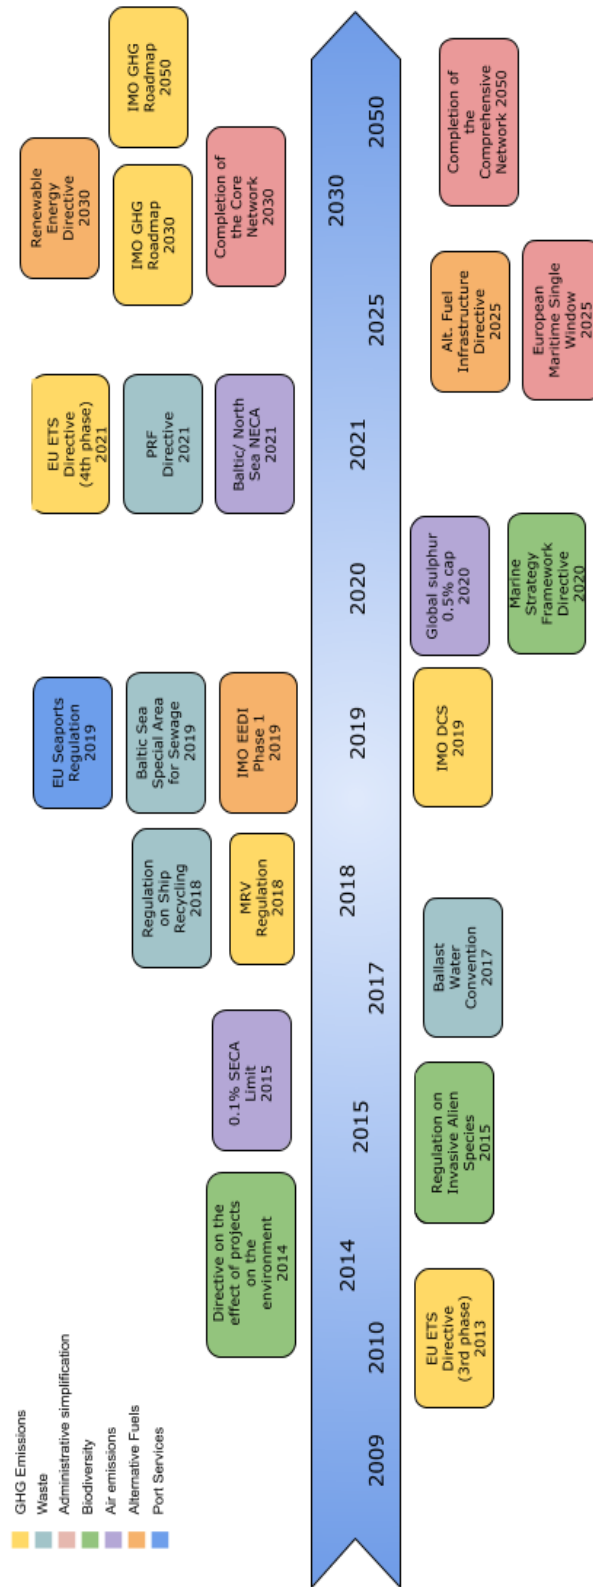 GHG Emissions
Waste
Administrative simplification
Biodiversity
Air emissions
Alternative Fuels
Port Services
Directive on the
effect of projects
on the
environment
2014
0.1% SECA
Limit
2015
Regulation
on Ship
Recycling
2018
MRV
Regulation
2018
EU Seaports
Regulation
2019
Baltic Sea
Special Area
for Sewage
2019
IMO EEDI
Phase 1
2019
EU ETS
Directive
(4th phase)
2021
PRF
Directive
2021
Baltic/ North
Sea NECA
2021
Renewable
Energy
Directive
2030
IMO GHG
Roadmap
2030
IMO GHG
Roadmap
2050
Completion of
the Core
Network
2030
2009
2010
2014
2015
2017
2018
2019
2020
2021
2025
2030
2050
EU ETS
Directive
(3rd phase)
2013
Regulation on
Invasive Alien
Species
2015
Ballast
Water
Convention
2017
IMO DCS
2019
Global sulphur
0.5% cap
2020
Marine
Strategy
Framework
Directive
2020
Alt. Fuel
Infrastructure
Directive
2025
European
Maritime Single
Window
2025
Completion of
the
Comprehensive
Network 2050